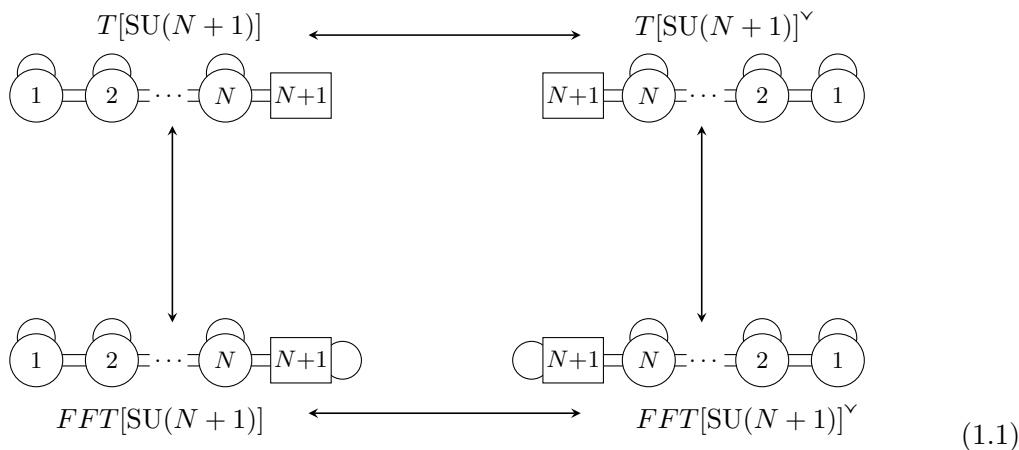 T[SU(N + 1)] T[SU(N + 1)]^∨
1 2 ··· N N+1 N+1 N ··· 2 1
1 2 ··· N N+1 N+1 N ··· 2 1
FFT[SU(N + 1)] FFT[SU(N + 1)]^∨
(1.1)